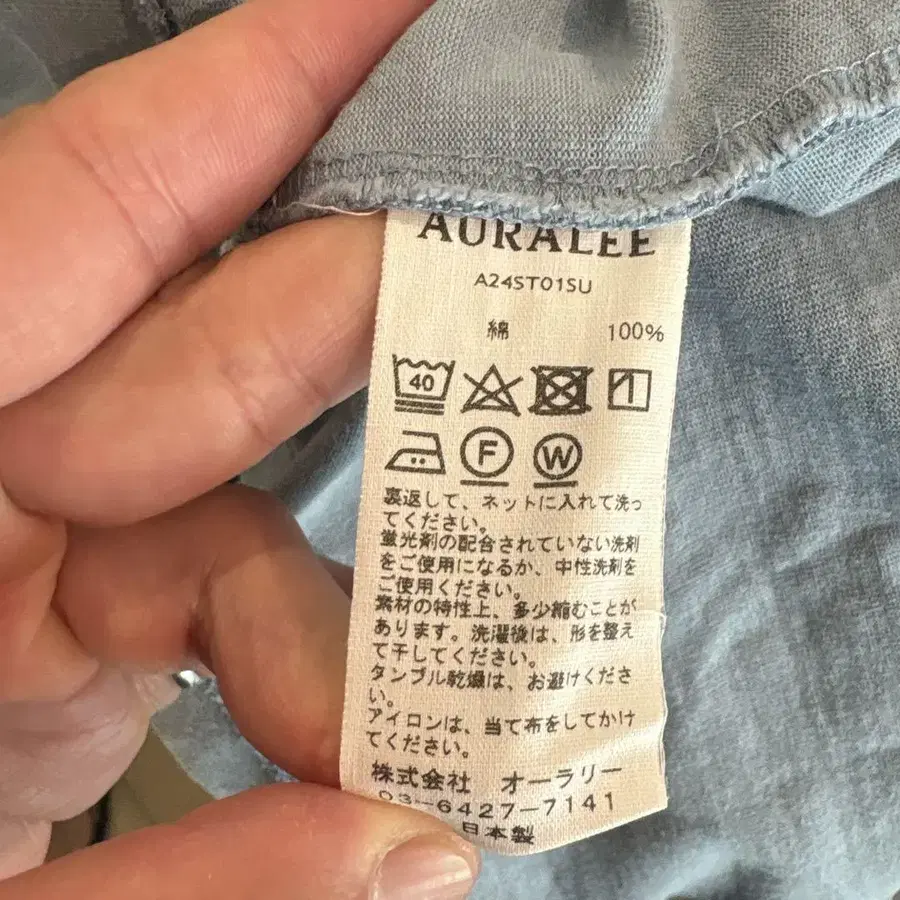 AURALEE
A24ST01SU
綿 100%
40
F W
裏返して、ネットに入れて洗っ
てください。
蛍光剤の配合されていない洗剤
をご使用になるか、中性洗剤を
ご使用ください。
素材の特性上、多少縮むことが
あります。洗濯後は、形を整え
て干してください。
タンブル乾燥は、お避けくださ
い。
アイロンは、当て布をしてかけ
てください。
株式会社 オーラリー
03-6427-7141
日本製